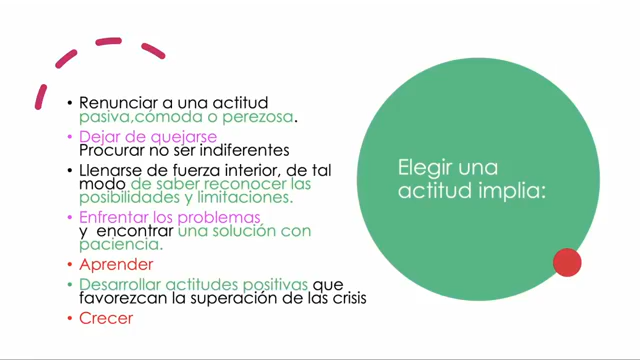 • Renunciar a una actitud
pasiva,cómoda o perezosa.
• Dejar de quejarse
Procurar no ser indiferentes
• Llenarse de fuerza interior, de tal
modo de saber reconocer las
posibilidades y limitaciones.
• Enfrentar los problemas
y encontrar una solución con
paciencia.
• Aprender
• Desarrollar actitudes positivas que
favorezcan la superación de las crisis
• Crecer
Elegir una
actitud implia: